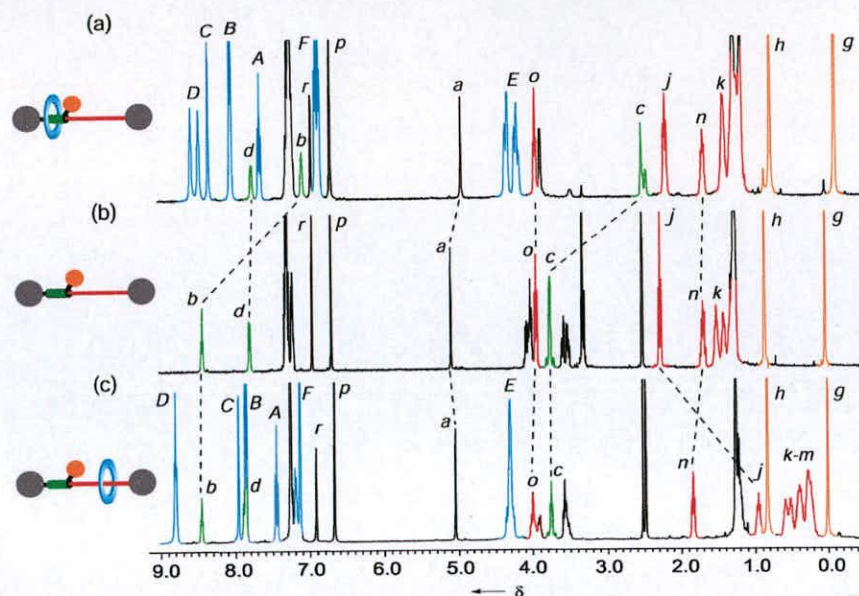 (a)
D C B A d F r b p a E o c j n k h g
(b)
b d r p a o c j n k h g
(c)
D b C B d A F r p a E o c n j k-m h g
9.0 8.0 7.0 6.0 5.0 4.0 3.0 2.0 1.0 0.0
← δ